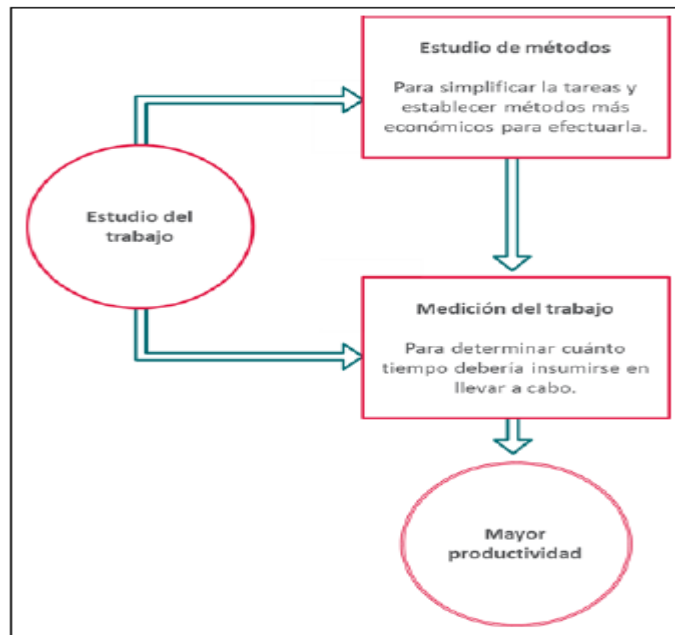 Estudio de métodos
Para simplificar la tareas y
establecer métodos más
económicos para efectuarla.
Estudio del
trabajo
Medición del trabajo
Para determinar cuánto
tiempo debería insumirse en
llevar a cabo.
Mayor
productividad